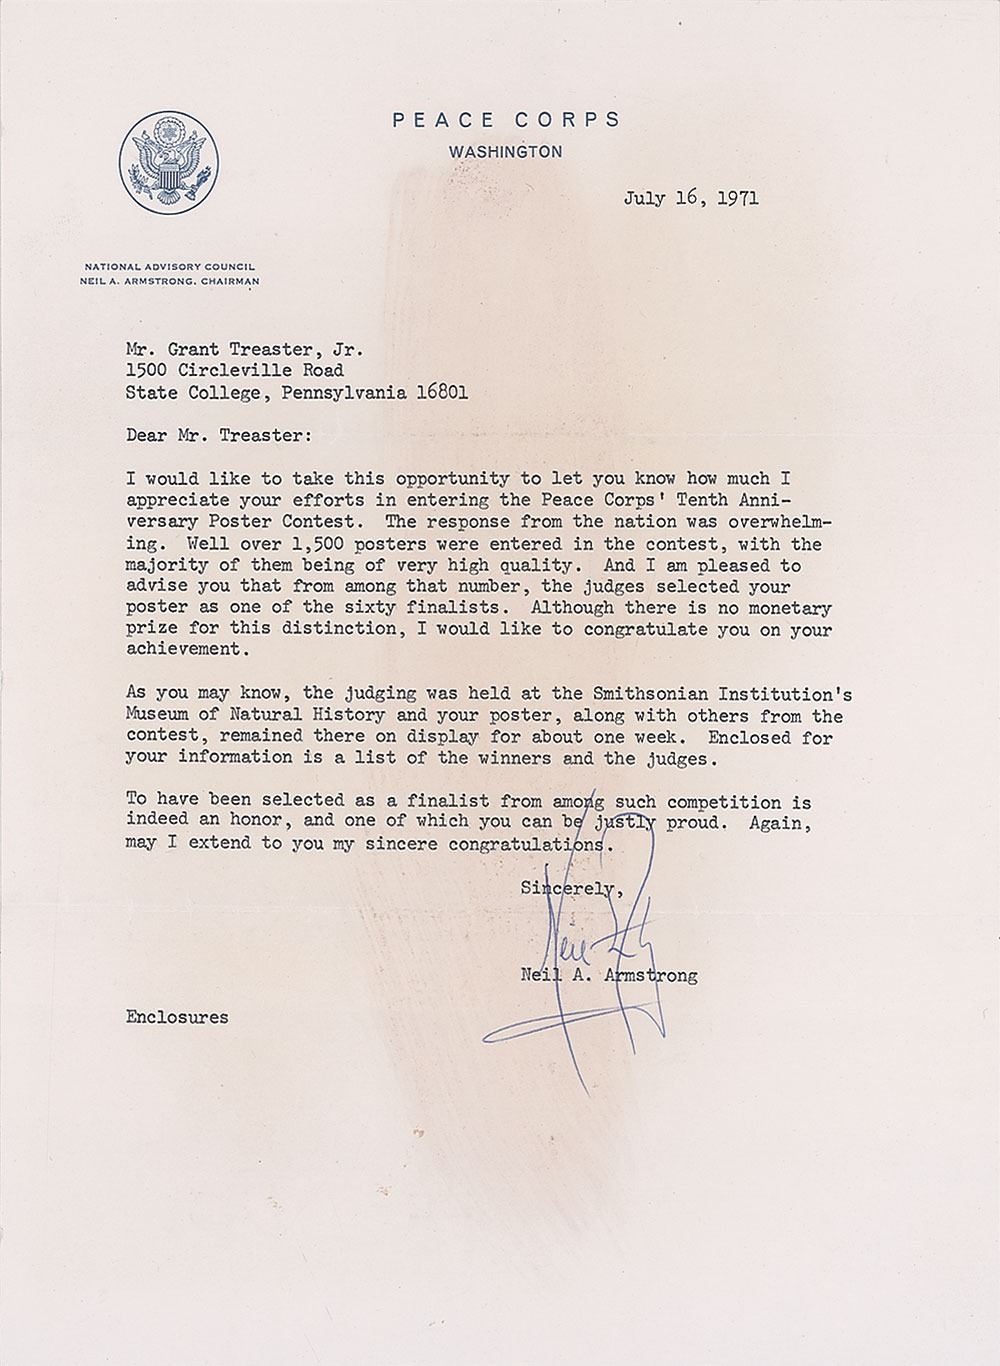 PEACE CORPS
WASHINGTON
July 16, 1971
NATIONAL ADVISORY COUNCIL
NEIL A. ARMSTRONG, CHAIRMAN
Mr. Grant Treaster, Jr.
1500 Circleville Road
State College, Pennsylvania 16801
Dear Mr. Treaster:
I would like to take this opportunity to let you know how much I
appreciate your efforts in entering the Peace Corps' Tenth Anni-
versary Poster Contest.  The response from the nation was overwhelm-
ing.  Well over 1,500 posters were entered in the contest, with the
majority of them being of very high quality.  And I am pleased to
advise you that from among that number, the judges selected your
poster as one of the sixty finalists.  Although there is no monetary
prize for this distinction, I would like to congratulate you on your
achievement.
As you may know, the judging was held at the Smithsonian Institution's
Museum of Natural History and your poster, along with others from the
contest, remained there on display for about one week.  Enclosed for
your information is a list of the winners and the judges.
To have been selected as a finalist from among such competition is
indeed an honor, and one of which you can be justly proud.  Again,
may I extend to you my sincere congratulations.
Sincerely,
Neil
Neil A. Armstrong
Enclosures